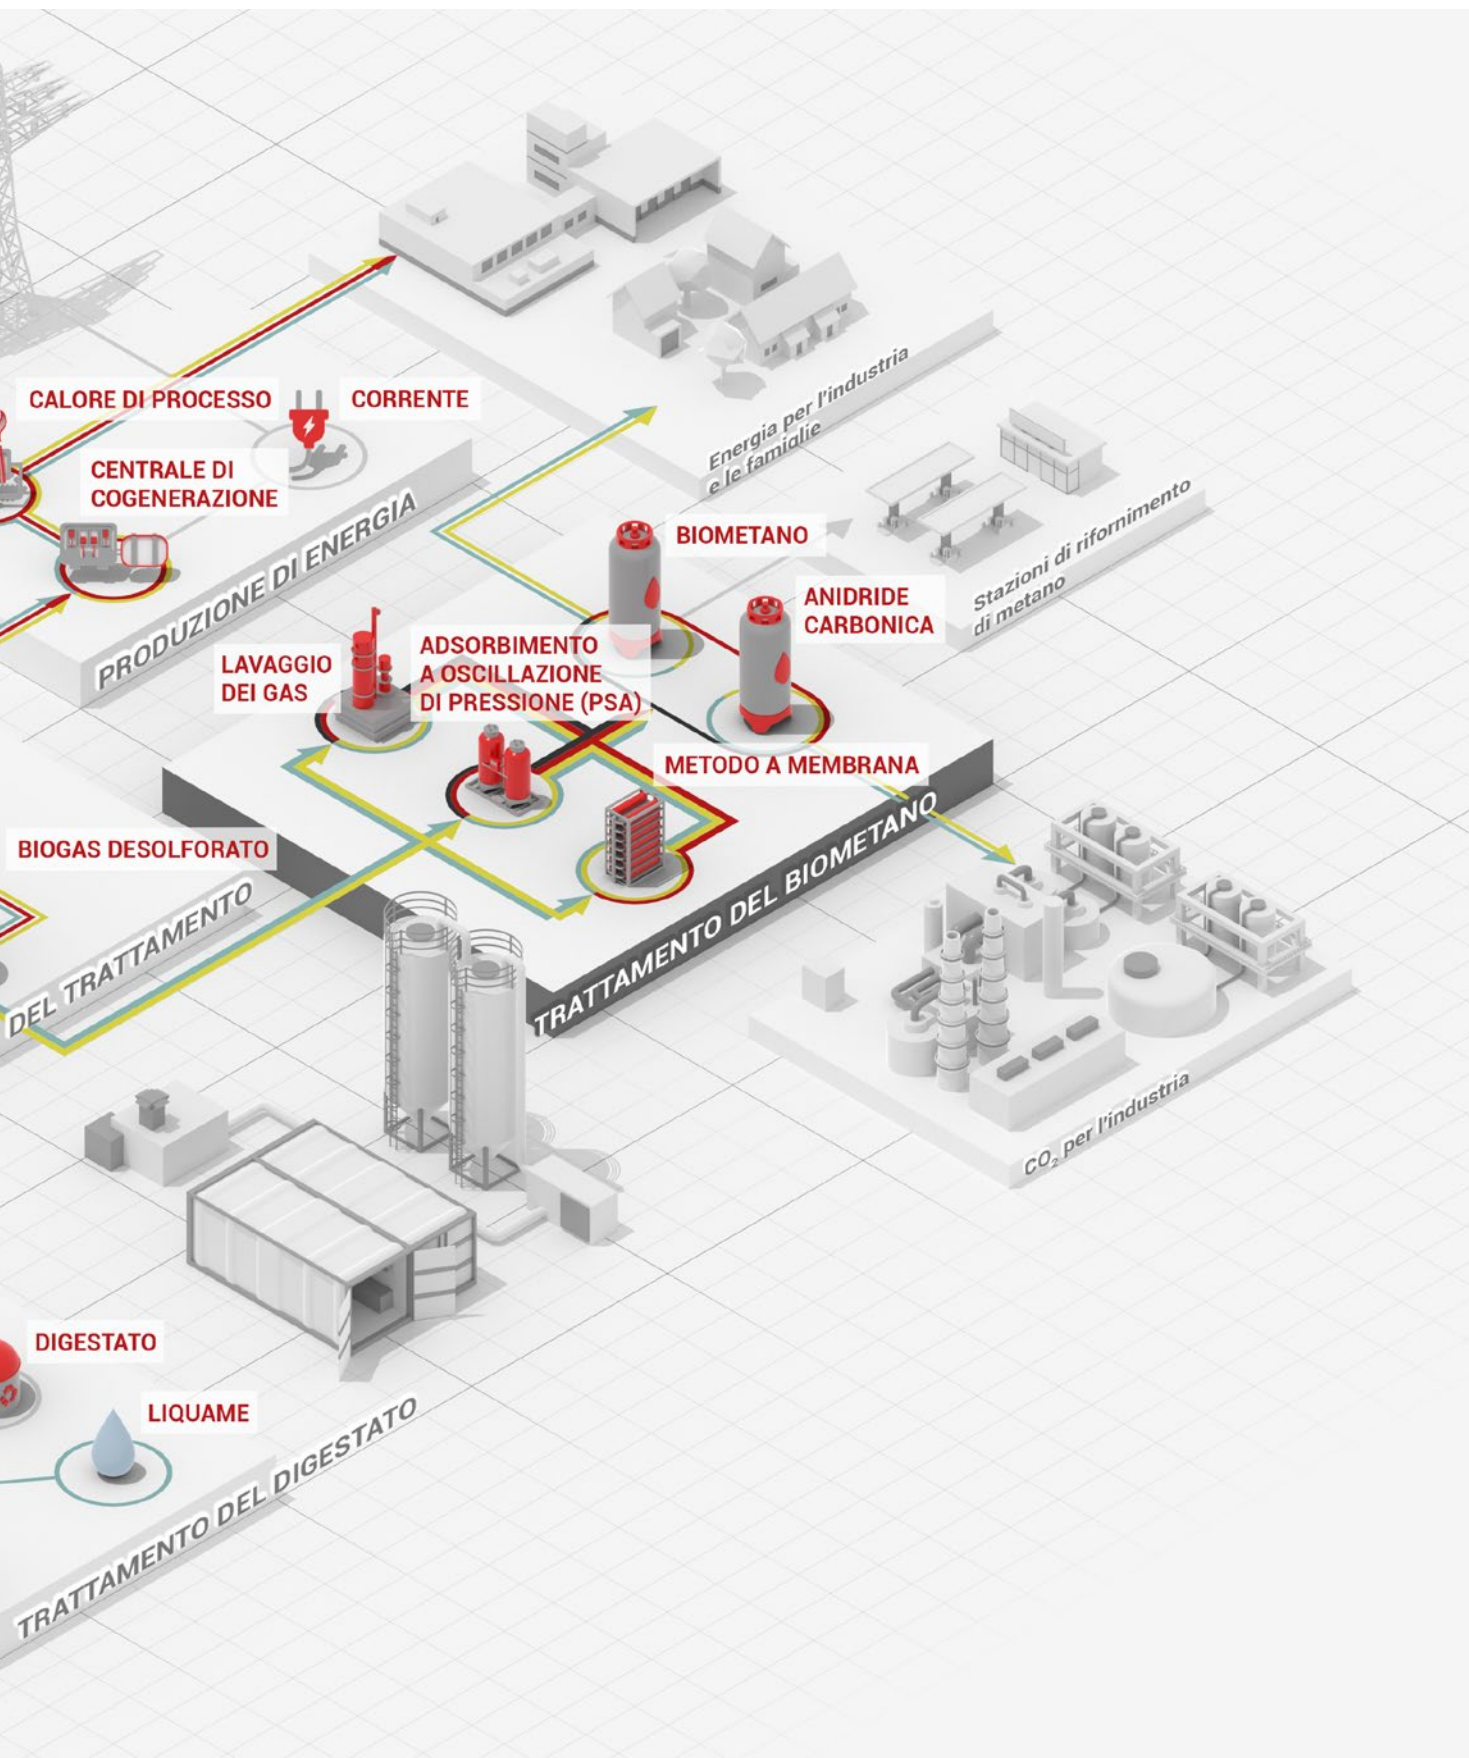 CALORE DI PROCESSO
CORRENTE
CENTRALE DI
COGENERAZIONE
PRODUZIONE DI ENERGIA
Energia per l'industria
e le famiglie
Stazioni di rifornimento
di metano
BIOMETANO
ANIDRIDE
CARBONICA
LAVAGGIO
DEI GAS
ADSORBIMENTO
A OSCILLAZIONE
DI PRESSIONE (PSA)
METODO A MEMBRANA
TRATTAMENTO DEL BIOMETANO
BIOGAS DESOLFORATO
DEL TRATTAMENTO
CO₂ per l'industria
DIGESTATO
LIQUAME
TRATTAMENTO DEL DIGESTATO